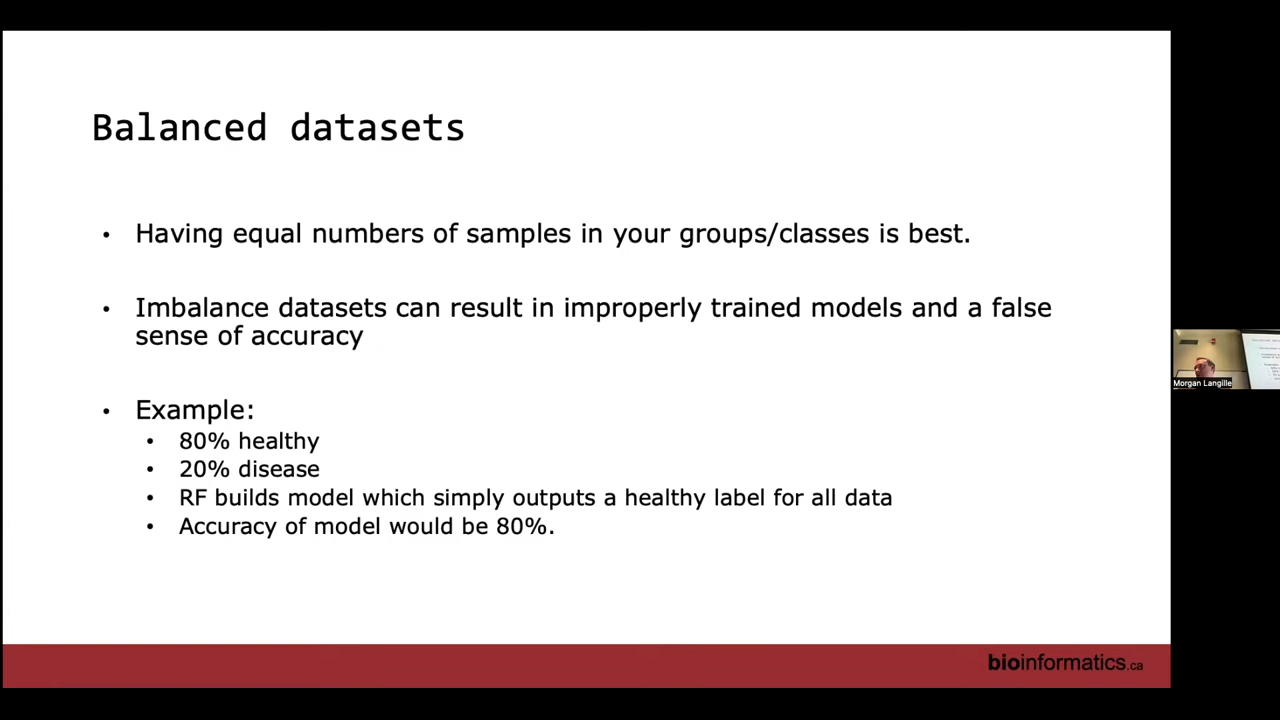 Balanced datasets
• Having equal numbers of samples in your groups/classes is best.
• Imbalance datasets can result in improperly trained models and a false
sense of accuracy
• Example:
• 80% healthy
• 20% disease
• RF builds model which simply outputs a healthy label for all data
• Accuracy of model would be 80%.
Morgan Langille
bioinformatics.ca